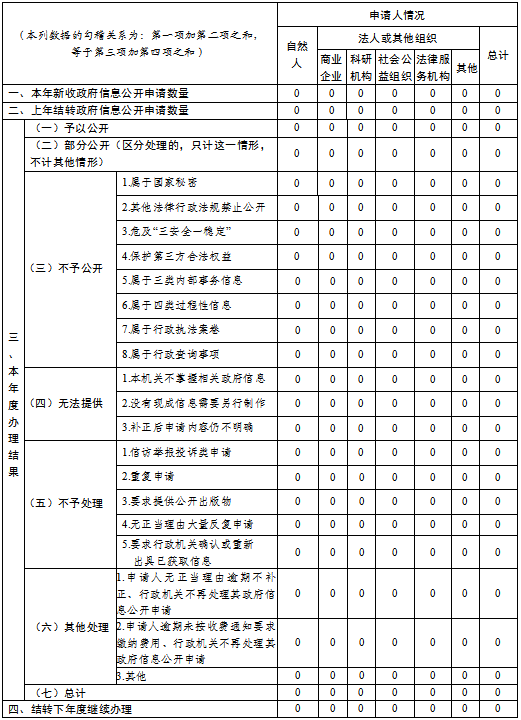 （本列数据的勾稽关系为：第一项加第二项之和，
等于第三项加第四项之和）
申请人情况
自然人
法人或其他组织
总计
商业企业
科研机构
社会公益组织
法律服务机构
其他
一、本年新收政府信息公开申请数量 0 0 0 0 0 0 0
二、上年结转政府信息公开申请数量 0 0 0 0 0 0 0
三、本年度办理结果
（一）予以公开 0 0 0 0 0 0 0
（二）部分公开（区分处理的，只计这一情形，
不计其他情形） 0 0 0 0 0 0 0
（三）不予公开
1.属于国家秘密 0 0 0 0 0 0 0
2.其他法律行政法规禁止公开 0 0 0 0 0 0 0
3.危及“三安全一稳定” 0 0 0 0 0 0 0
4.保护第三方合法权益 0 0 0 0 0 0 0
5.属于三类内部事务信息 0 0 0 0 0 0 0
6.属于四类过程性信息 0 0 0 0 0 0 0
7.属于行政执法案卷 0 0 0 0 0 0 0
8.属于行政查询事项 0 0 0 0 0 0 0
（四）无法提供
1.本机关不掌握相关政府信息 0 0 0 0 0 0 0
2.没有现成信息需要另行制作 0 0 0 0 0 0 0
3.补正后申请内容仍不明确 0 0 0 0 0 0 0
（五）不予处理
1.信访举报投诉类申请 0 0 0 0 0 0 0
2.重复申请 0 0 0 0 0 0 0
3.要求提供公开出版物 0 0 0 0 0 0 0
4.无正当理由大量反复申请 0 0 0 0 0 0 0
5.要求行政机关确认或重新
出具已获取信息 0 0 0 0 0 0 0
（六）其他处理
1.申请人无正当理由逾期不补
正、行政机关不再处理其政府信
息公开申请 0 0 0 0 0 0 0
2.申请人逾期未按收费通知要求
缴纳费用、行政机关不再处理其
政府信息公开申请 0 0 0 0 0 0 0
3.其他 0 0 0 0 0 0 0
（七）总计 0 0 0 0 0 0 0
四、结转下年度继续办理 0 0 0 0 0 0 0